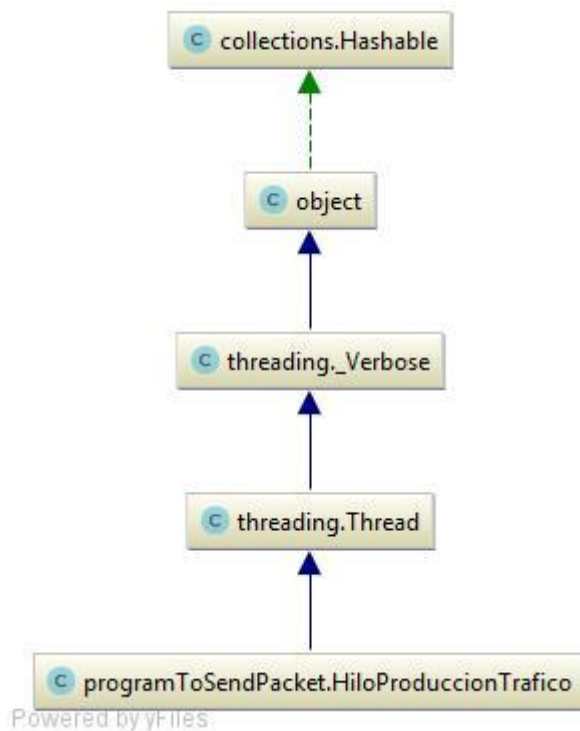 C collections.Hashable
C object
C threading._Verbose
C threading.Thread
C programToSendPacket.HiloProduccionTrafico
Powered by yFiles